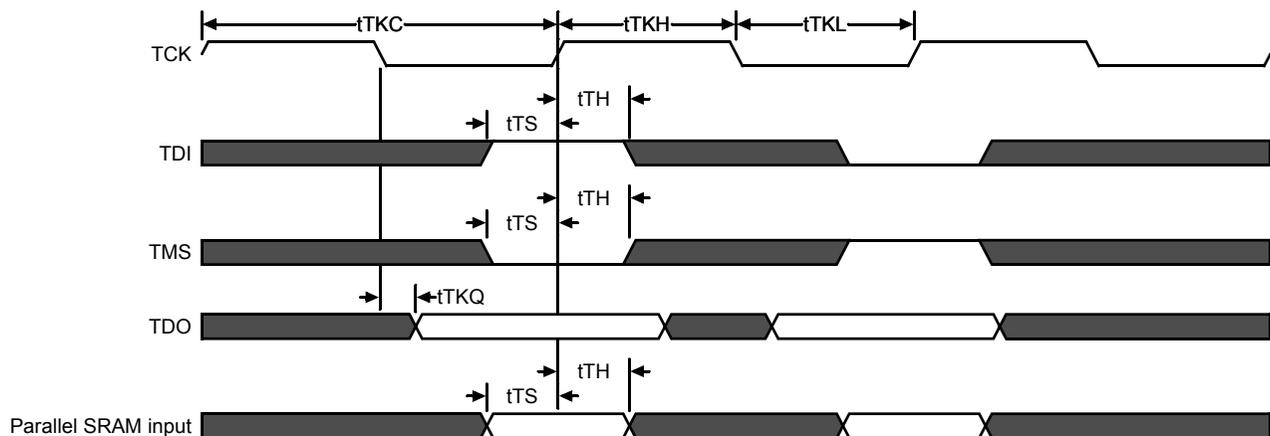 tTKC tTKH tTKL
TCK
tTH
tTS
TDI
tTH
tTS
TMS
tTKQ
TDO
tTH
tTS
Parallel SRAM input